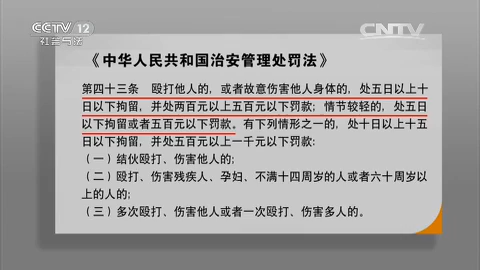 CCTV 12
社会与法
CNTV
《中华人民共和国治安管理处罚法》
第四十三条 殴打他人的，或者故意伤害他人身体的，处五日以上十
日以下拘留，并处两百元以上五百元以下罚款；情节较轻的，处五日
以下拘留或者五百元以下罚款。有下列情形之一的，处十日以上十五
日以下拘留，并处五百元以上一千元以下罚款：
（一）结伙殴打、伤害他人的；
（二）殴打、伤害残疾人、孕妇、不满十四周岁的人或者六十周岁以
上的人的；
（三）多次殴打、伤害他人或者一次殴打、伤害多人的。